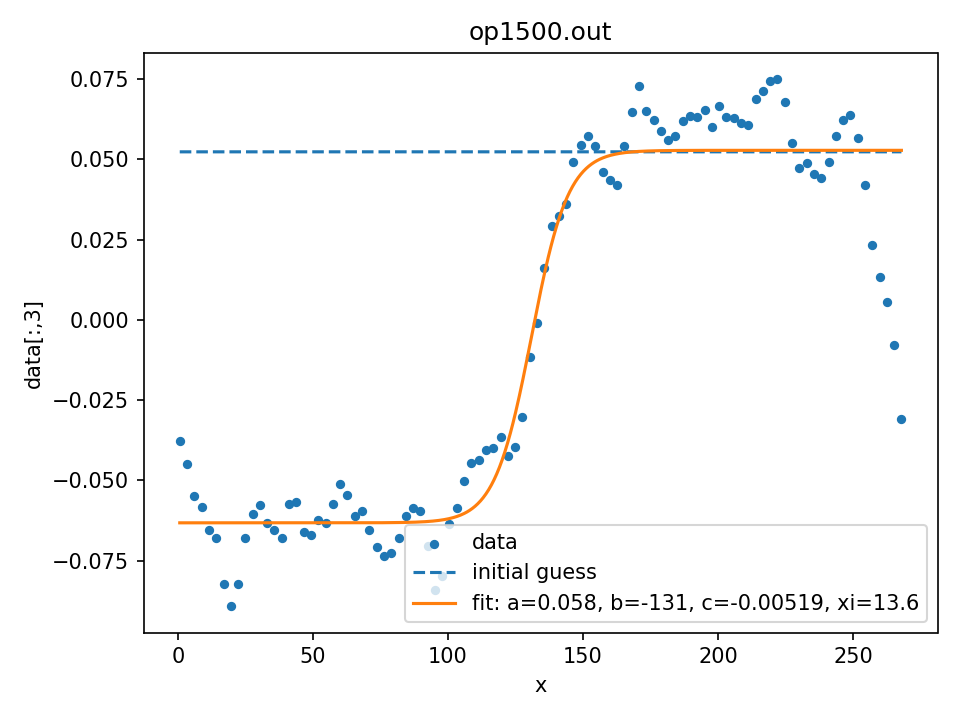 op1500.out
0.075
0.050
0.025
0.000
−0.025
−0.050
−0.075
data[:,3]
data
initial guess
fit: a=0.058, b=-131, c=-0.00519, xi=13.6
0 50 100 150 200 250
x